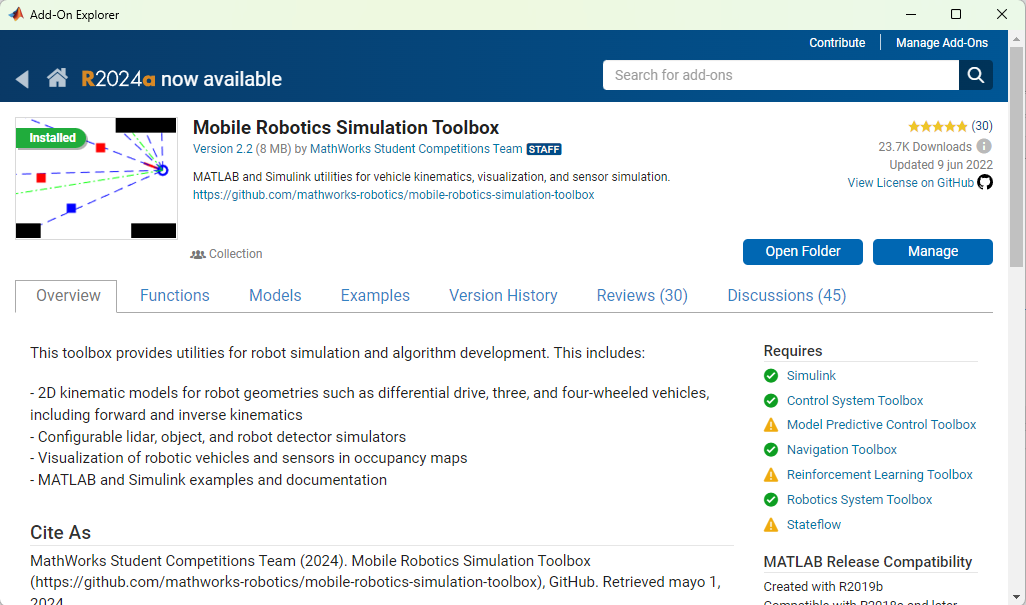 Add-On Explorer
Contribute
Manage Add-Ons
R2024a now available
Search for add-ons
Installed
Mobile Robotics Simulation Toolbox
Version 2.2 (8 MB) by MathWorks Student Competitions Team STAFF
MATLAB and Simulink utilities for vehicle kinematics, visualization, and sensor simulation.
https://github.com/mathworks-robotics/mobile-robotics-simulation-toolbox
(30)
23.7K Downloads
Updated 9 jun 2022
View License on GitHub
Collection
Open Folder
Manage
Overview
Functions
Models
Examples
Version History
Reviews (30)
Discussions (45)
This toolbox provides utilities for robot simulation and algorithm development. This includes:
- 2D kinematic models for robot geometries such as differential drive, three, and four-wheeled vehicles,
including forward and inverse kinematics
- Configurable lidar, object, and robot detector simulators
- Visualization of robotic vehicles and sensors in occupancy maps
- MATLAB and Simulink examples and documentation
Cite As
MathWorks Student Competitions Team (2024). Mobile Robotics Simulation Toolbox
(https://github.com/mathworks-robotics/mobile-robotics-simulation-toolbox), GitHub. Retrieved mayo 1,
2024.
Requires
Simulink
Control System Toolbox
Model Predictive Control Toolbox
Navigation Toolbox
Reinforcement Learning Toolbox
Robotics System Toolbox
Stateflow
MATLAB Release Compatibility
Created with R2019b
Compatible with R2018a and later